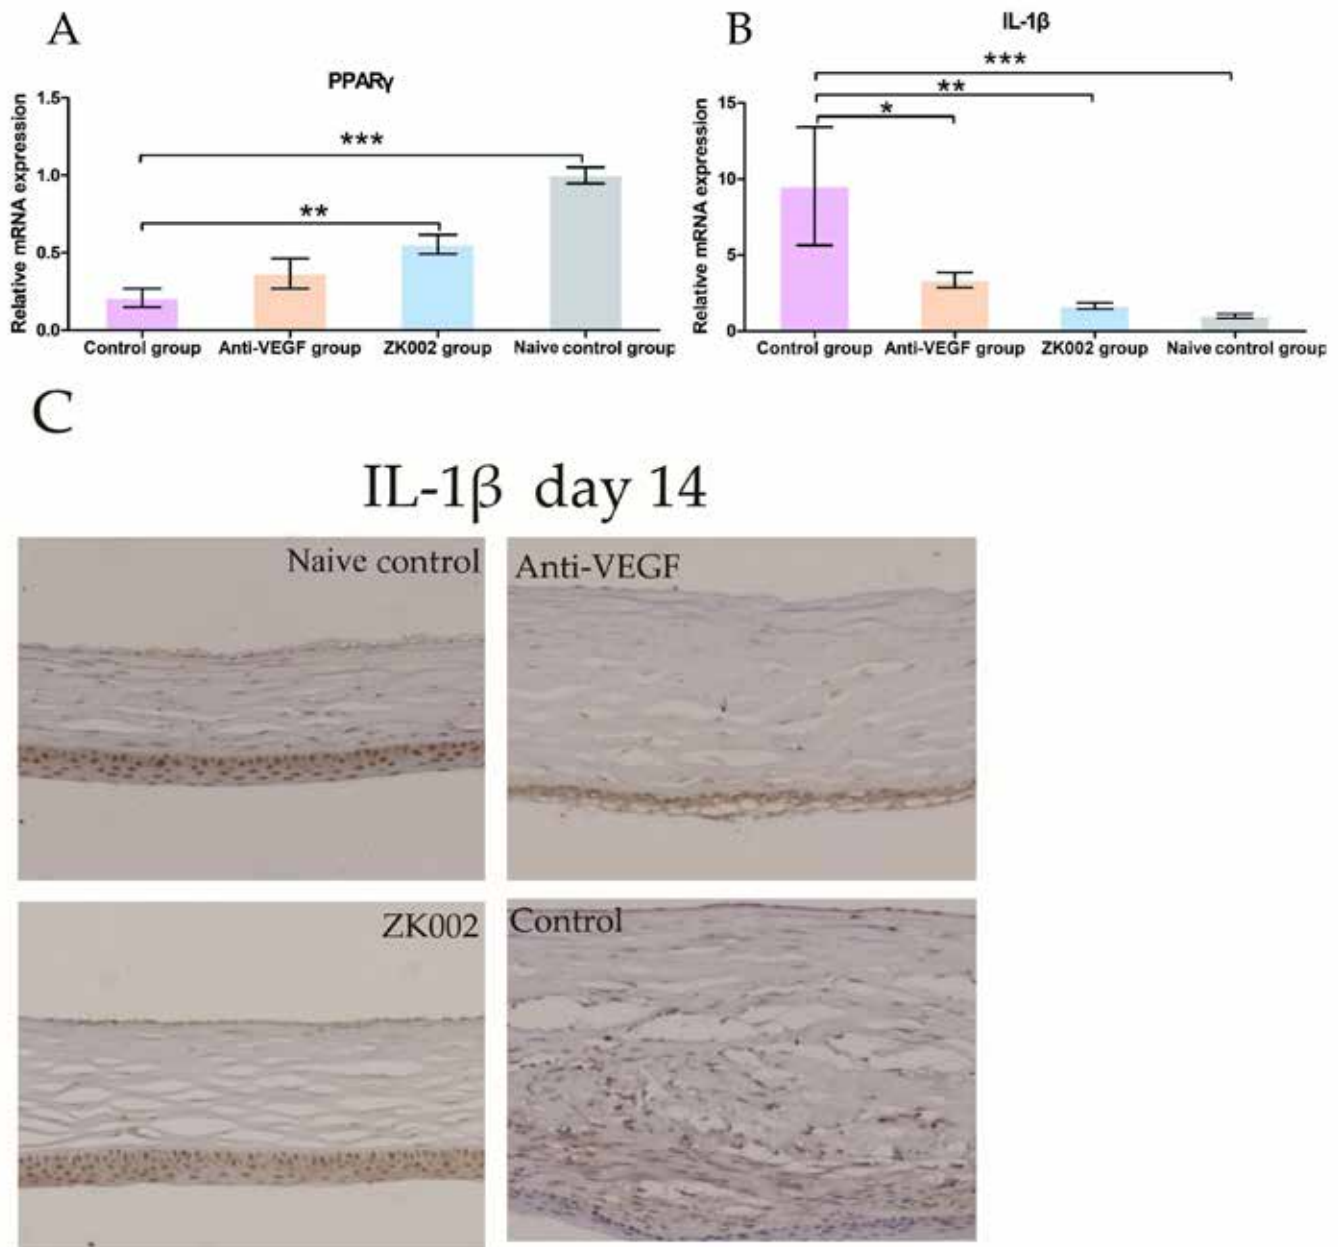 A
PPARγ
Relative mRNA expression
1.5
1.0
0.5
0.0
***
**
Control group
Anti-VEGF group
ZK002 group
Naive control group
B
IL-1β
Relative mRNA expression
15
10
5
0
***
**
*
Control group
Anti-VEGF group
ZK002 group
Naive control group
C
IL-1β day 14
Naive control
Anti-VEGF
ZK002
Control